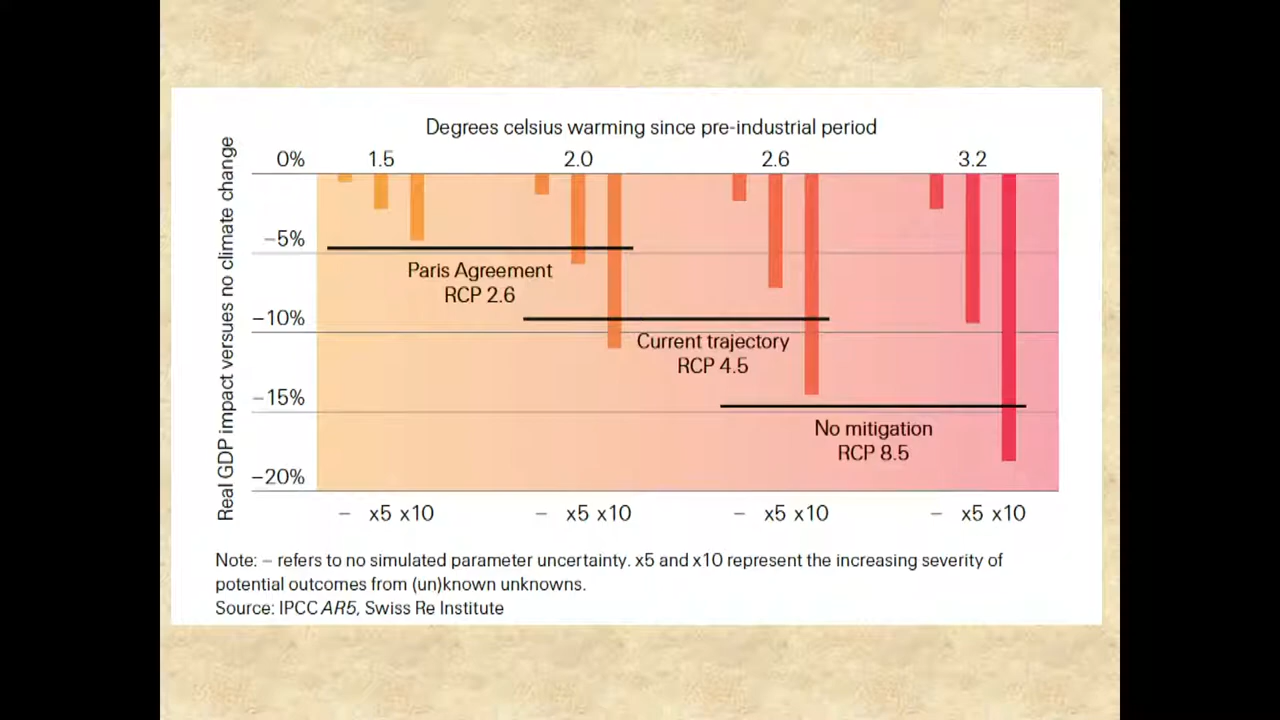 Degrees celsius warming since pre-industrial period
0% 1.5 2.0 2.6 3.2
Real GDP impact versues no climate change
−5%
Paris Agreement
RCP 2.6
−10%
Current trajectory
RCP 4.5
−15%
No mitigation
RCP 8.5
−20%
– x5 x10 – x5 x10 – x5 x10 – x5 x10
Note: – refers to no simulated parameter uncertainty. x5 and x10 represent the increasing severity of
potential outcomes from (un)known unknowns.
Source: IPCC AR5, Swiss Re Institute